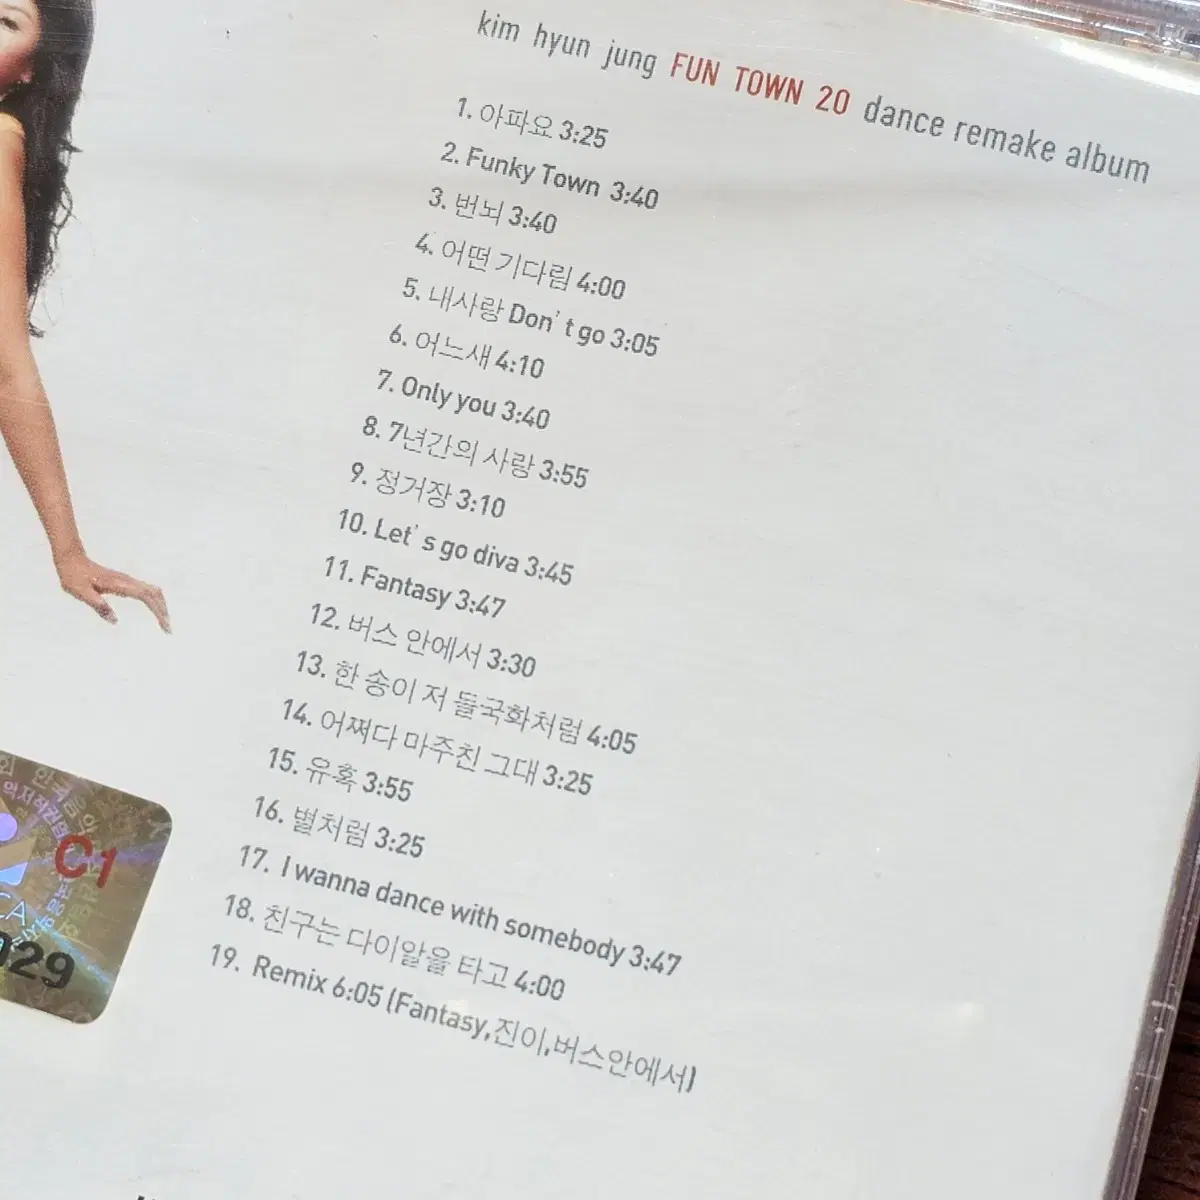 kim hyun jung FUN TOWN 20 dance remake album
1. 아파요 3:25
2. Funky Town 3:40
3. 번뇌 3:40
4. 어떤 기다림 4:00
5. 내사랑 Don't go 3:05
6. 어느새 4:10
7. Only you 3:40
8. 7년간의 사랑 3:55
9. 정거장 3:10
10. Let's go diva 3:45
11. Fantasy 3:47
12. 버스 안에서 3:30
13. 한 송이 저 들국화처럼 4:05
14. 어쩌다 마주친 그대 3:25
15. 유혹 3:55
16. 별처럼 3:25
17. I wanna dance with somebody 3:47
18. 친구는 다이알을 타고 4:00
19. Remix 6:05 (Fantasy,진이,버스안에서)
C1
29